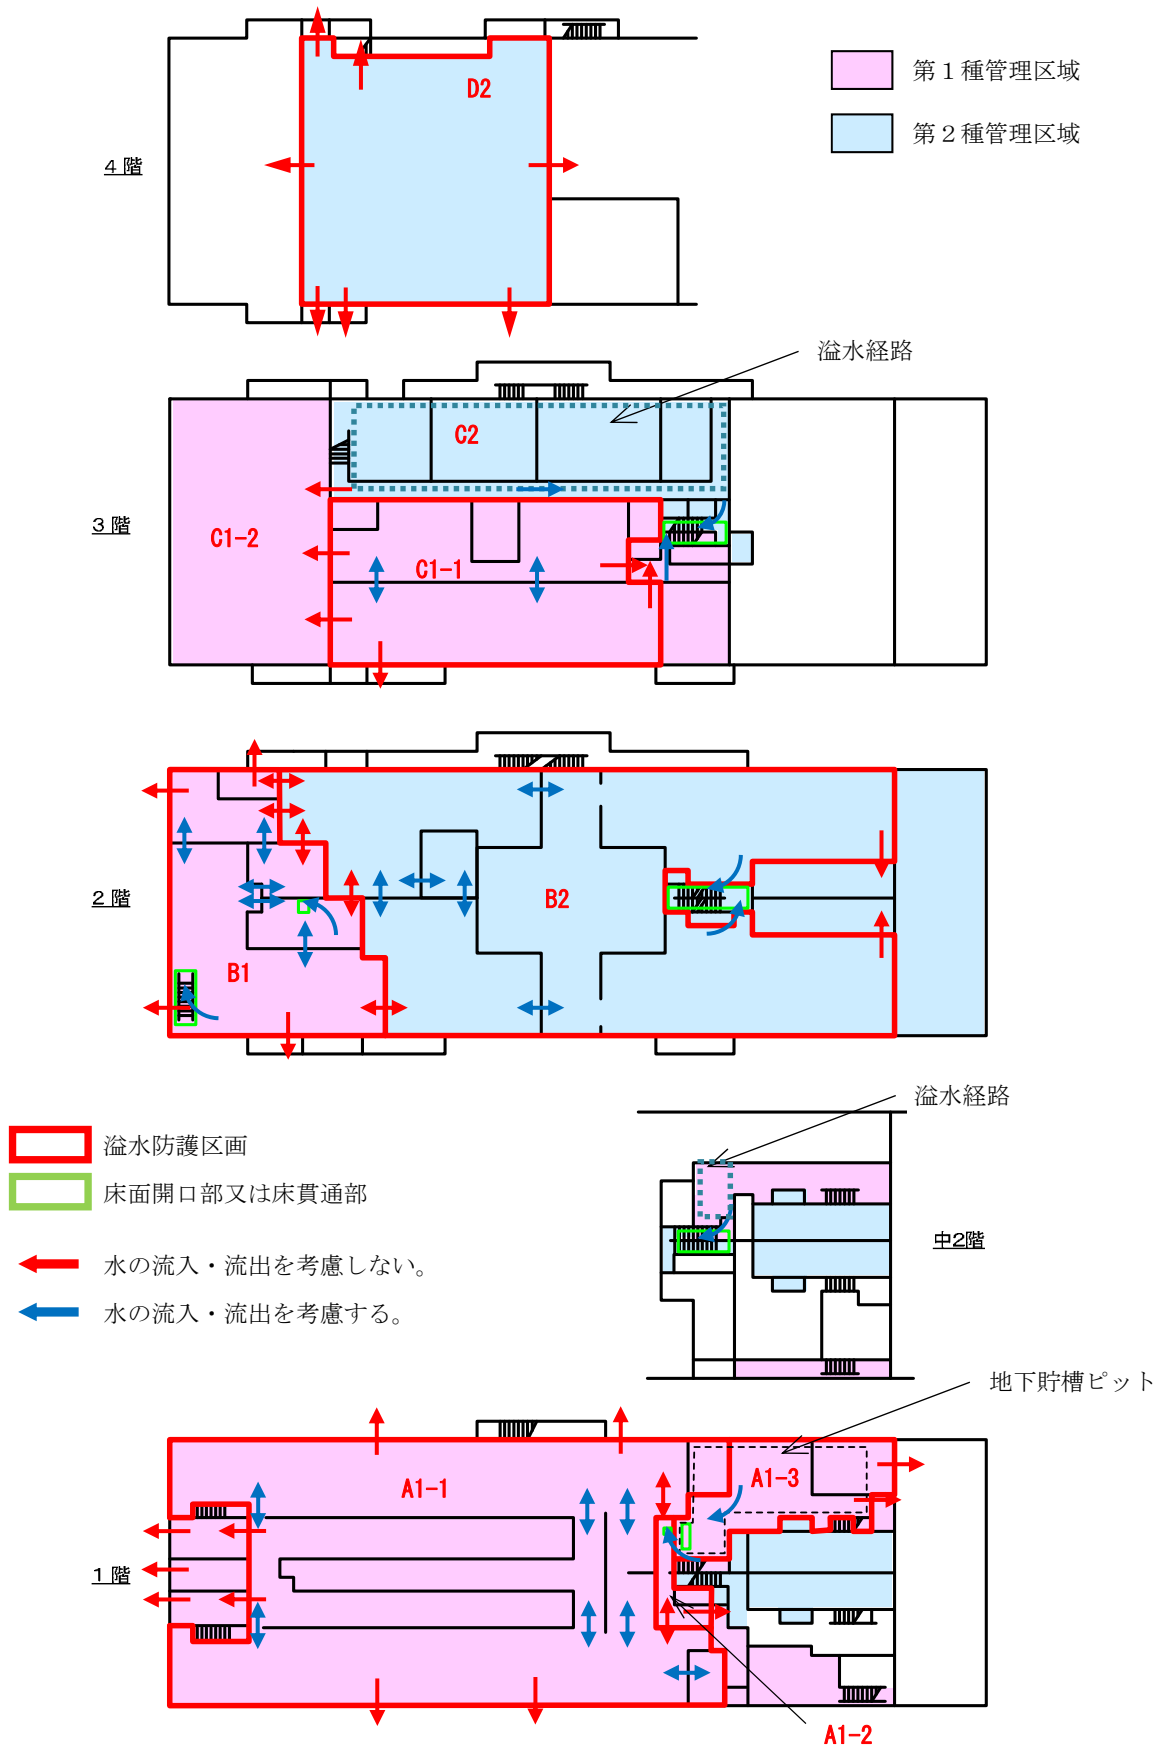 第１種管理区域
D2
第２種管理区域
４階
溢水経路
C2
３階
C1-2
C1-1
２階
B2
B1
溢水経路
溢水防護区画
床面開口部又は床貫通部
中2階
水の流入・流出を考慮しない。
水の流入・流出を考慮する。
地下貯槽ピット
A1-1
A1-3
１階
A1-2